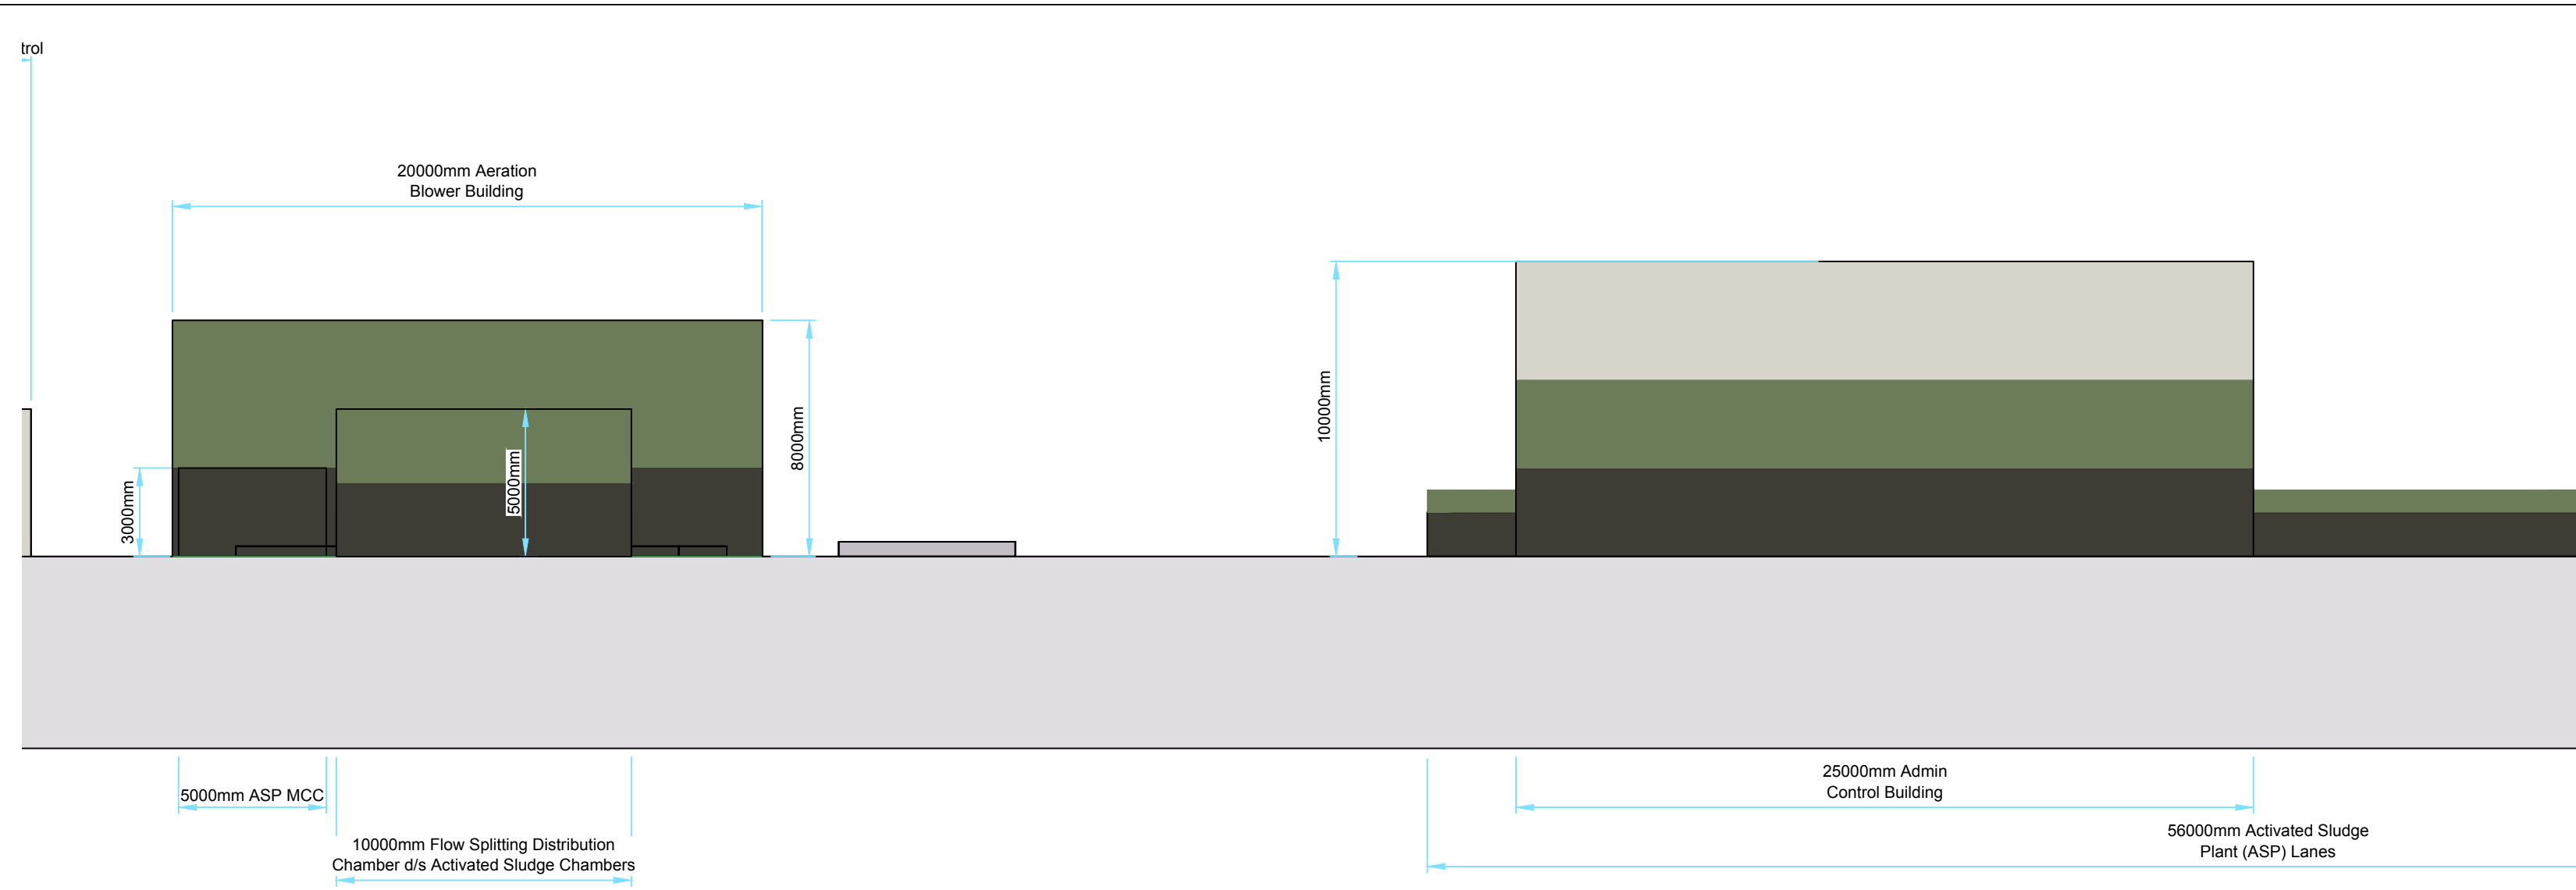 trol
20000mm Aeration
Blower Building
3000mm
5000mm
8000mm
10000mm
5000mm ASP MCC
10000mm Flow Splitting Distribution
Chamber d/s Activated Sludge Chambers
25000mm Admin
Control Building
56000mm Activated Sludge
Plant (ASP) Lanes